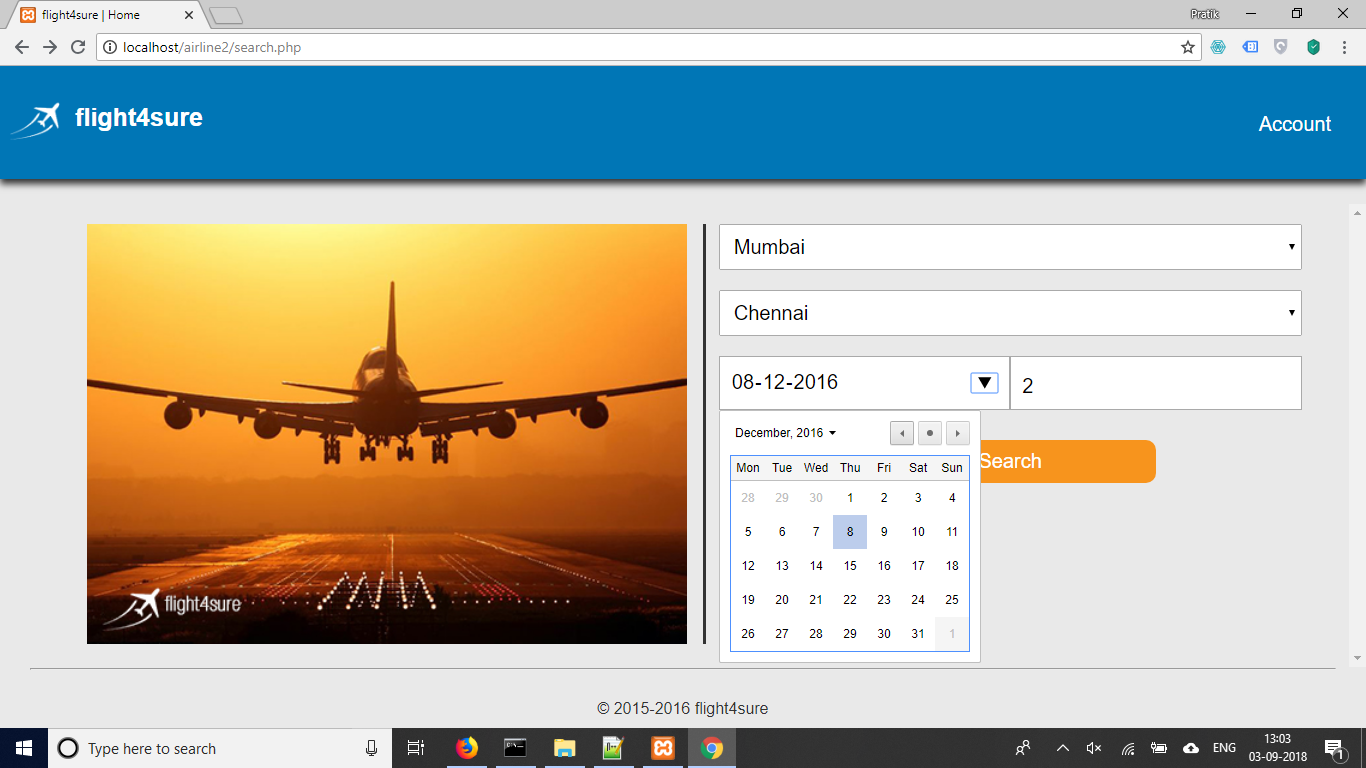 flight4sure | Home
Pratik
localhost/airline2/search.php
flight4sure
Account
Mumbai
Chennai
08-12-2016
2
December, 2016
Search
Mon Tue Wed Thu Fri Sat Sun
28 29 30 1 2 3 4
5 6 7 8 9 10 11
12 13 14 15 16 17 18
19 20 21 22 23 24 25
26 27 28 29 30 31 1
flight4sure
© 2015-2016 flight4sure
Type here to search
ENG
13:03
03-09-2018
1